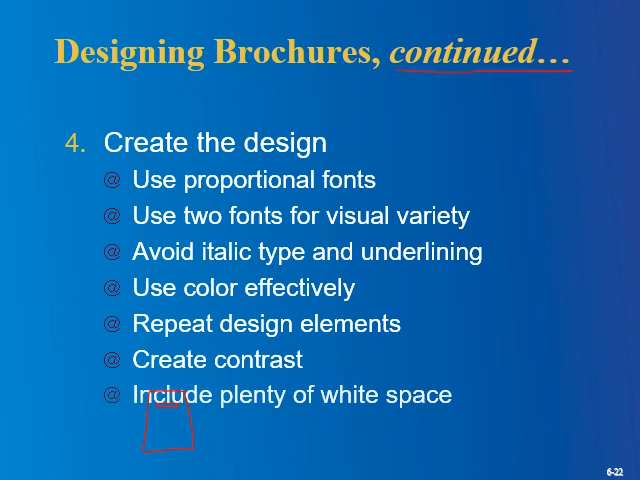 Designing Brochures, continued…
4. Create the design
@ Use proportional fonts
@ Use two fonts for visual variety
@ Avoid italic type and underlining
@ Use color effectively
@ Repeat design elements
@ Create contrast
@ Include plenty of white space
6-22